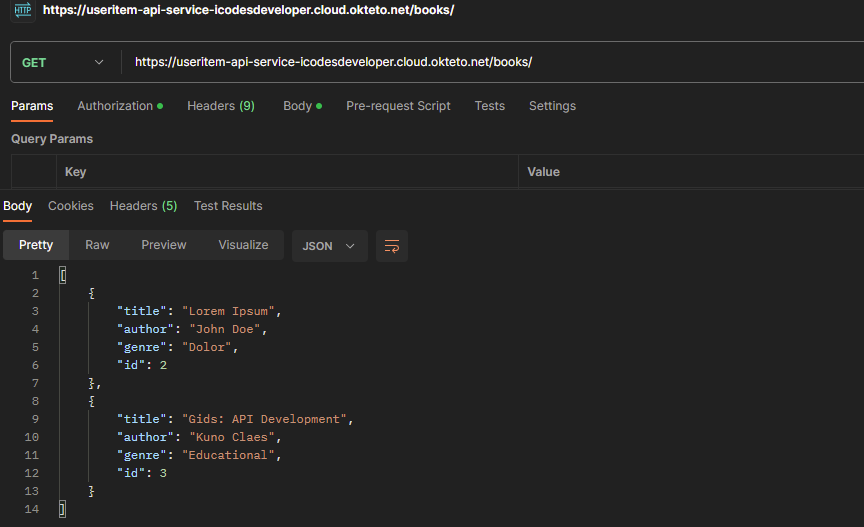 HTTP https://useritem-api-service-icodesdeveloper.cloud.okteto.net/books/
GET https://useritem-api-service-icodesdeveloper.cloud.okteto.net/books/
Params Authorization Headers (9) Body Pre-request Script Tests Settings
Query Params
Key Value
Body Cookies Headers (5) Test Results
Pretty Raw Preview Visualize JSON
1 [
2 {
3 "title": "Lorem Ipsum",
4 "author": "John Doe",
5 "genre": "Dolor",
6 "id": 2
7 },
8 {
9 "title": "Gids: API Development",
10 "author": "Kuno Claes",
11 "genre": "Educational",
12 "id": 3
13 }
14 ]